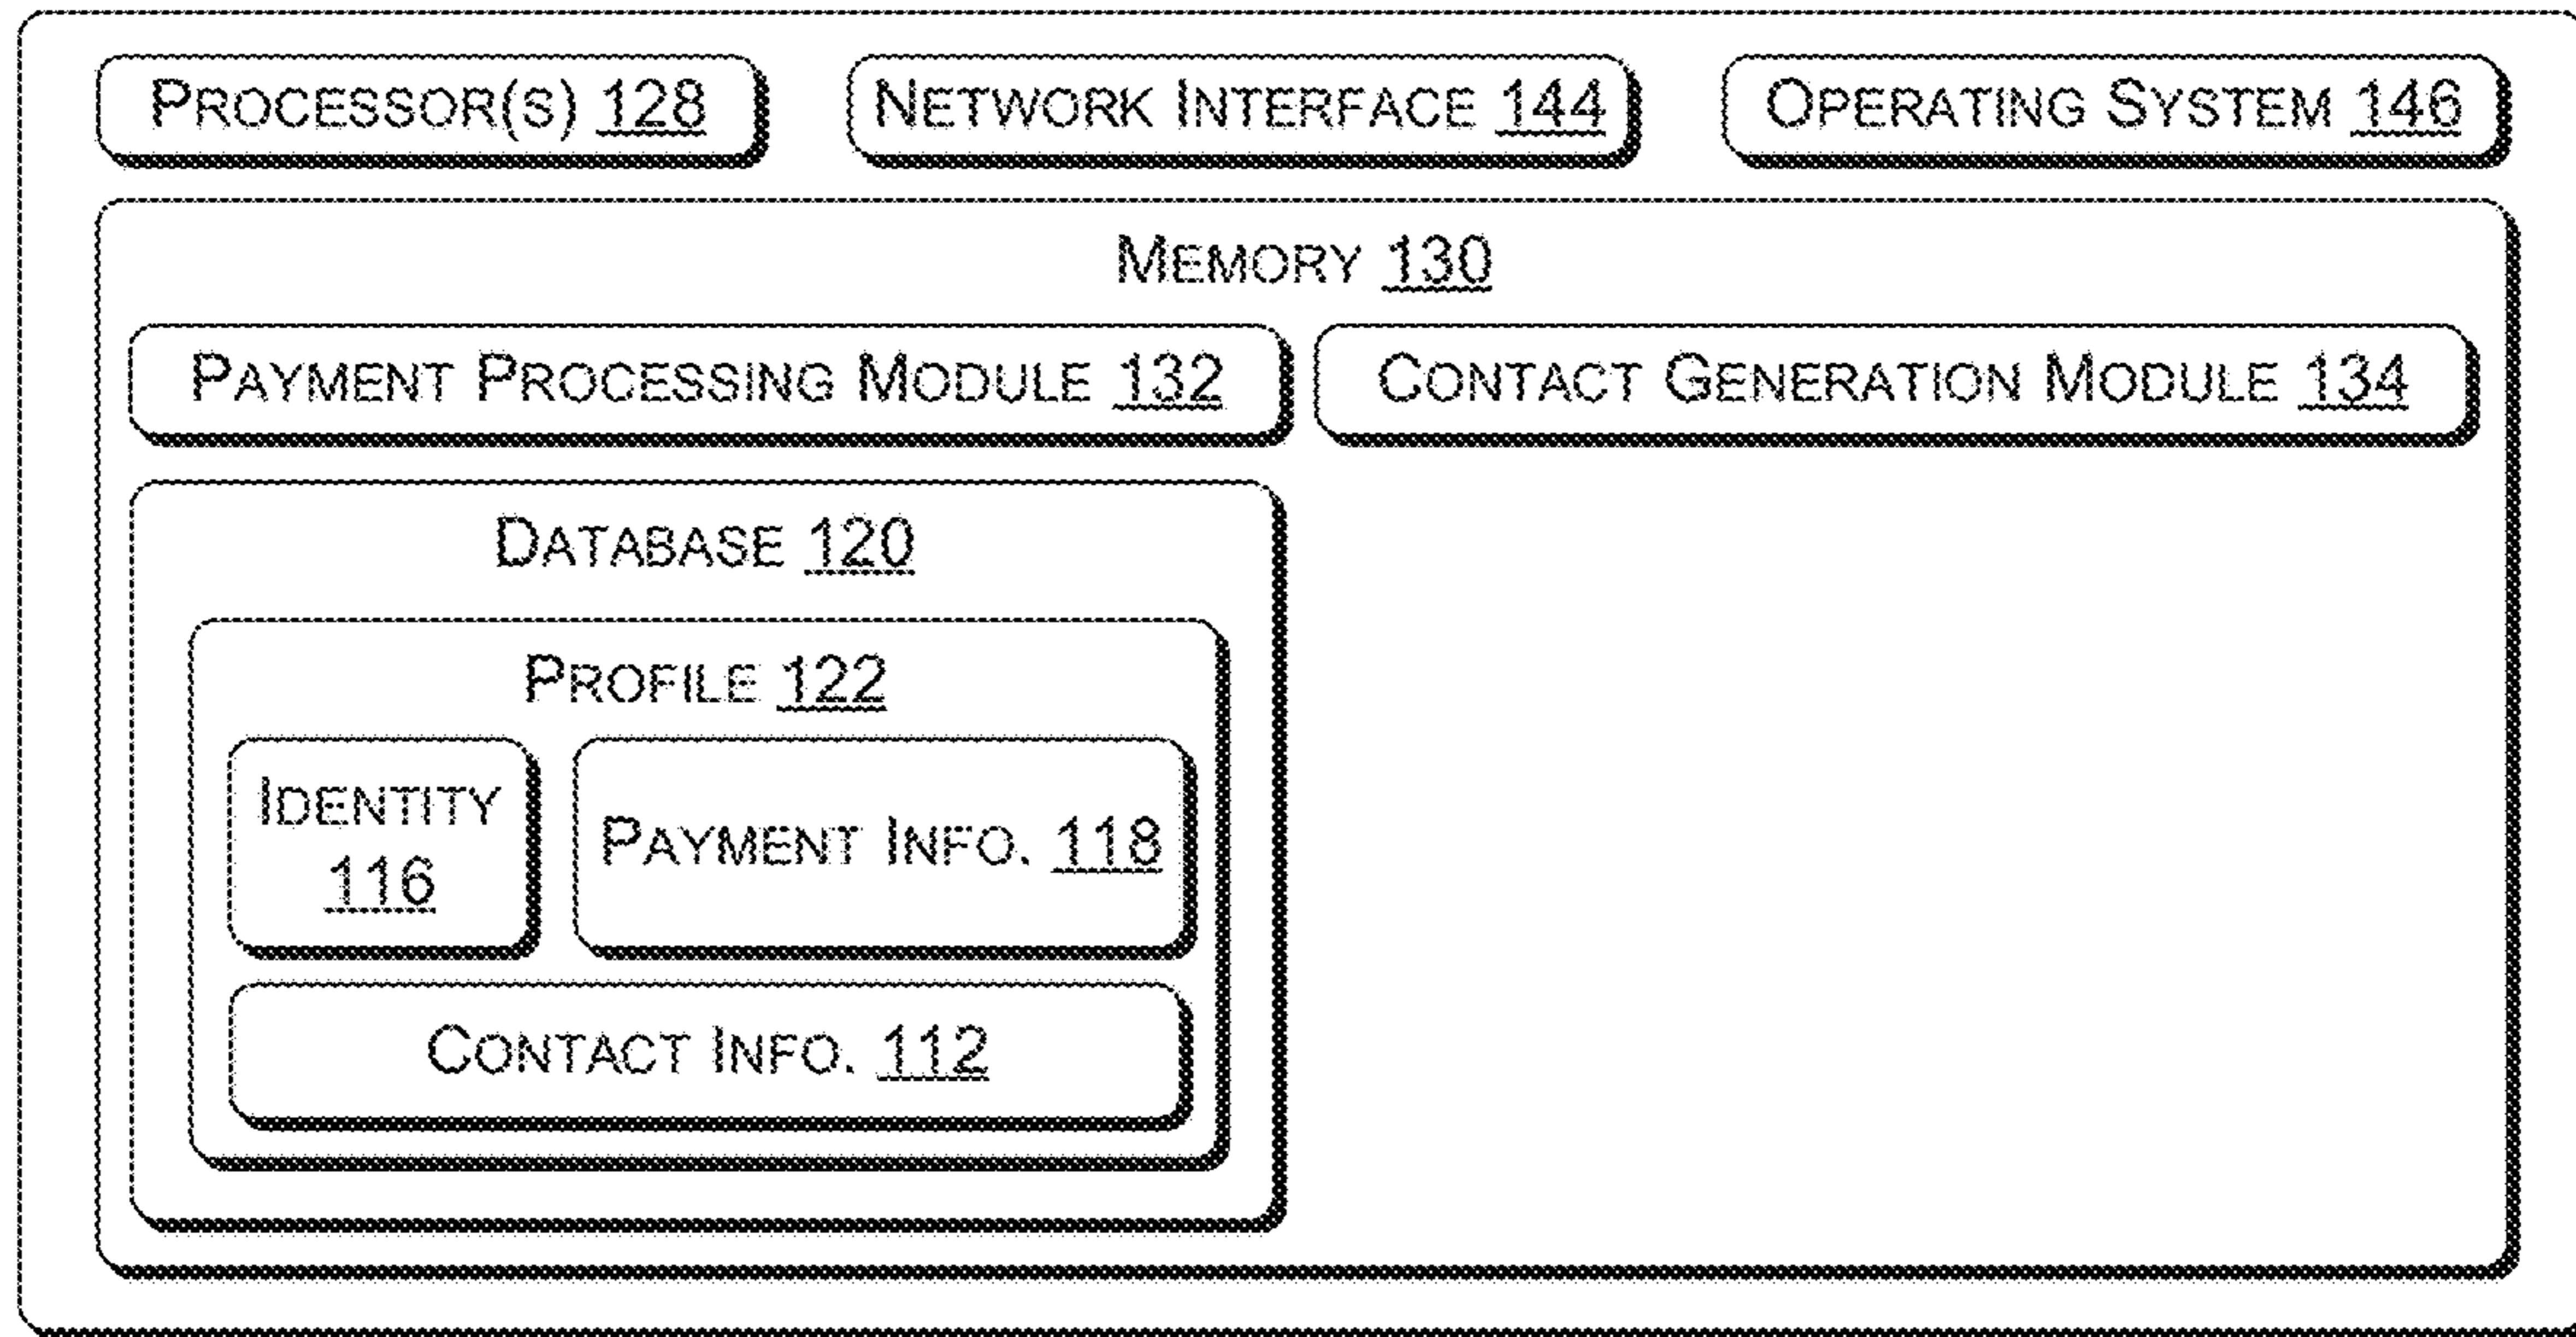 PROCESSOR(S) 128
NETWORK INTERFACE 144
OPERATING SYSTEM 146
MEMORY 130
PAYMENT PROCESSING MODULE 132
CONTACT GENERATION MODULE 134
DATABASE 120
PROFILE 122
IDENTITY
116
PAYMENT INFO. 118
CONTACT INFO. 112